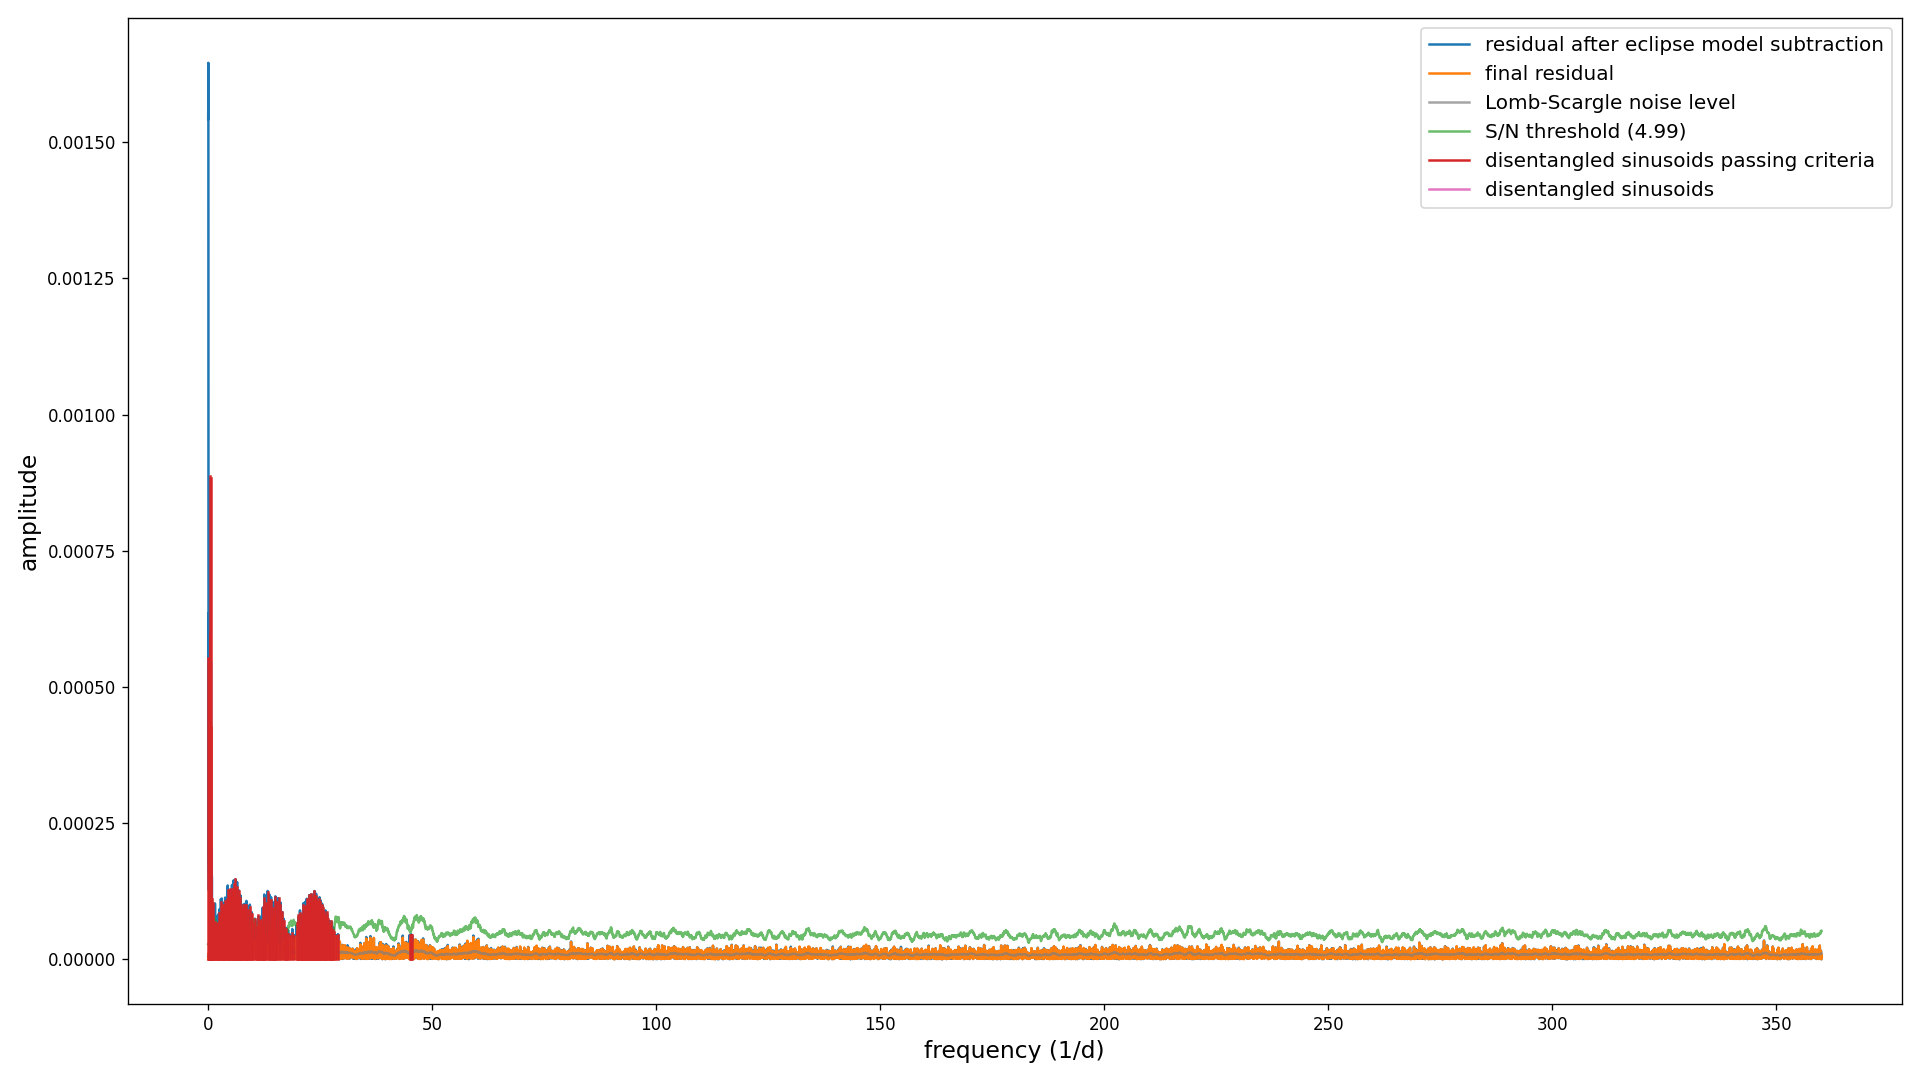 residual after eclipse model subtraction
final residual
Lomb-Scargle noise level
S/N threshold (4.99)
disentangled sinusoids passing criteria
disentangled sinusoids
amplitude
0.00150
0.00125
0.00100
0.00075
0.00050
0.00025
0.00000
0 50 100 150 200 250 300 350
frequency (1/d)